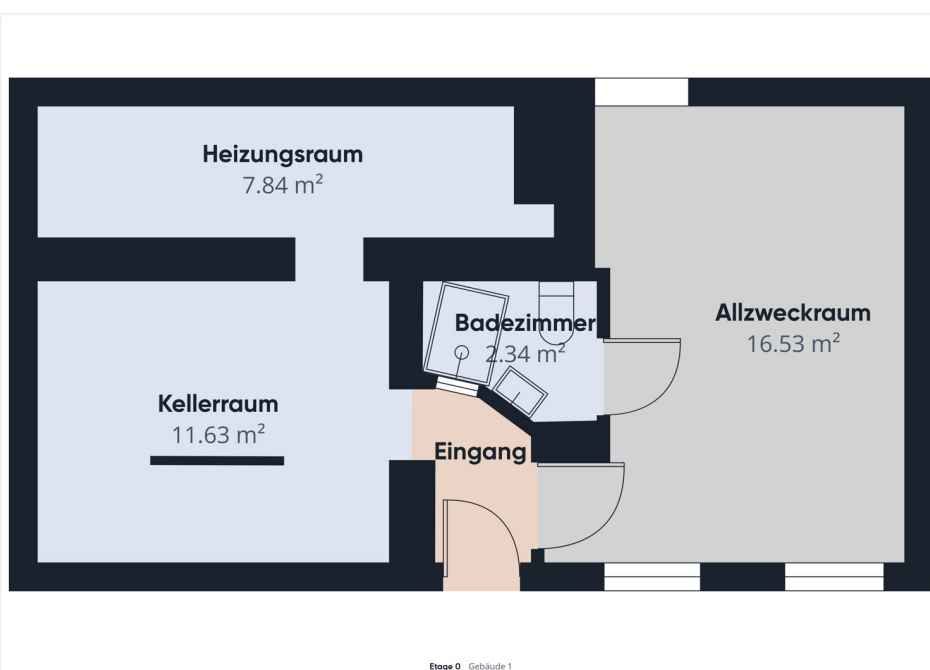 Heizungsraum
7.84 m²
Badezimmer
2.34 m²
Allzweckraum
16.53 m²
Kellerraum
11.63 m²
Eingang
Etage 0 Gebäude 1